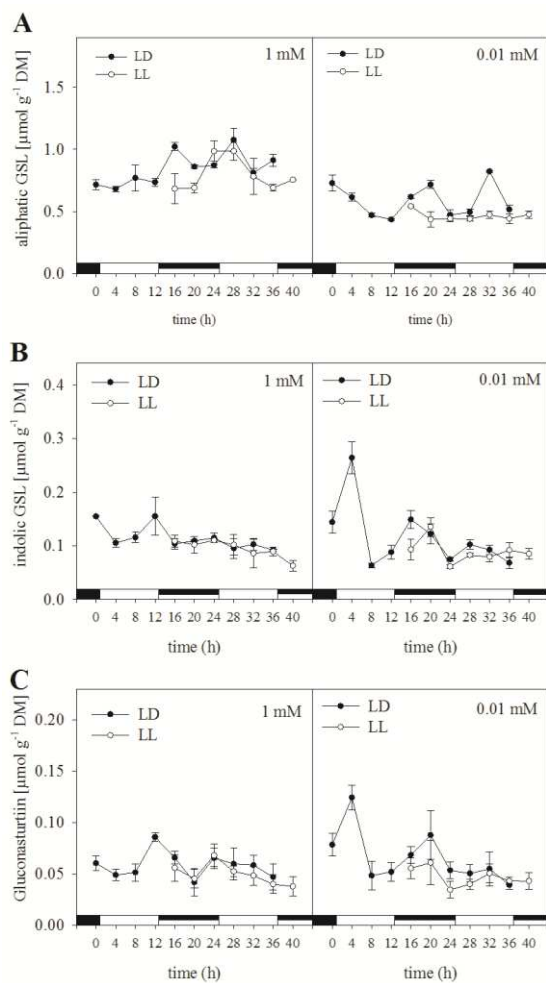 A
LD
LL
1 mM
LD
LL
0.01 mM
aliphatic GSL [µmol g⁻¹ DM]
1.5
1.0
0.5
0.0
0 4 8 12 16 20 24 28 32 36 40
0 4 8 12 16 20 24 28 32 36 40
time (h)
time (h)
B
LD
LL
1 mM
LD
LL
0.01 mM
indolic GSL [µmol g⁻¹ DM]
0.4
0.3
0.2
0.1
0.0
0 4 8 12 16 20 24 28 32 36 40
0 4 8 12 16 20 24 28 32 36 40
time (h)
time (h)
C
LD
LL
1 mM
LD
LL
0.01 mM
Gluconasturtiin [µmol g⁻¹ DM]
0.20
0.15
0.10
0.05
0.00
0 4 8 12 16 20 24 28 32 36 40
0 4 8 12 16 20 24 28 32 36 40
time (h)
time (h)